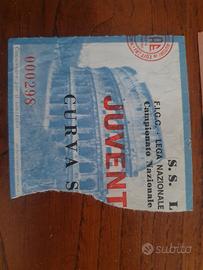 S. S. L
F.I.G.C. - LEGA NAZIONALE
Campionato Nazionale
JUVENT
CURVA S
000298
subito